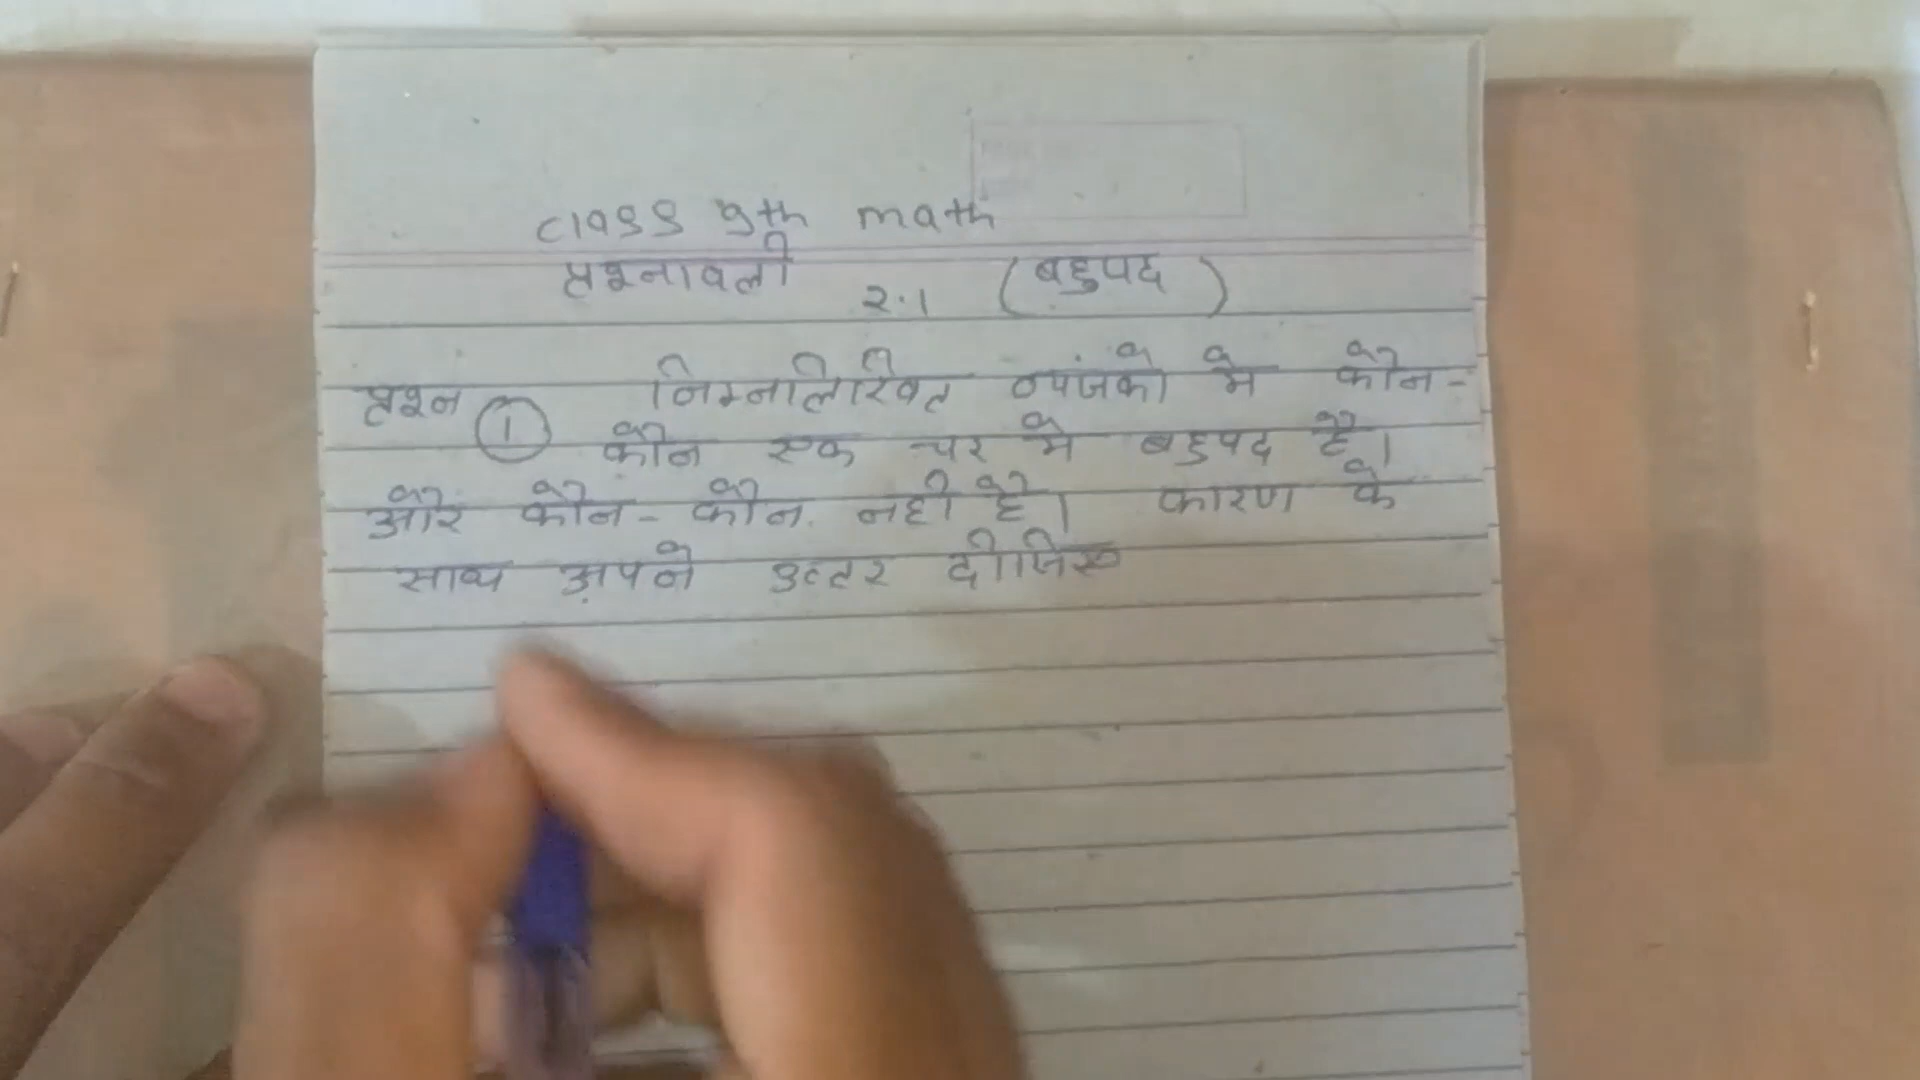 class 9th math
प्रश्नावली 2.1 (बहुपद)
प्रश्न ① निम्नलिखित व्यंजको मे कौन-
कौन एक चर मे बहुपद है।
और कौन-कौन नही है। कारण के
साथ अपने उत्तर दीजिए